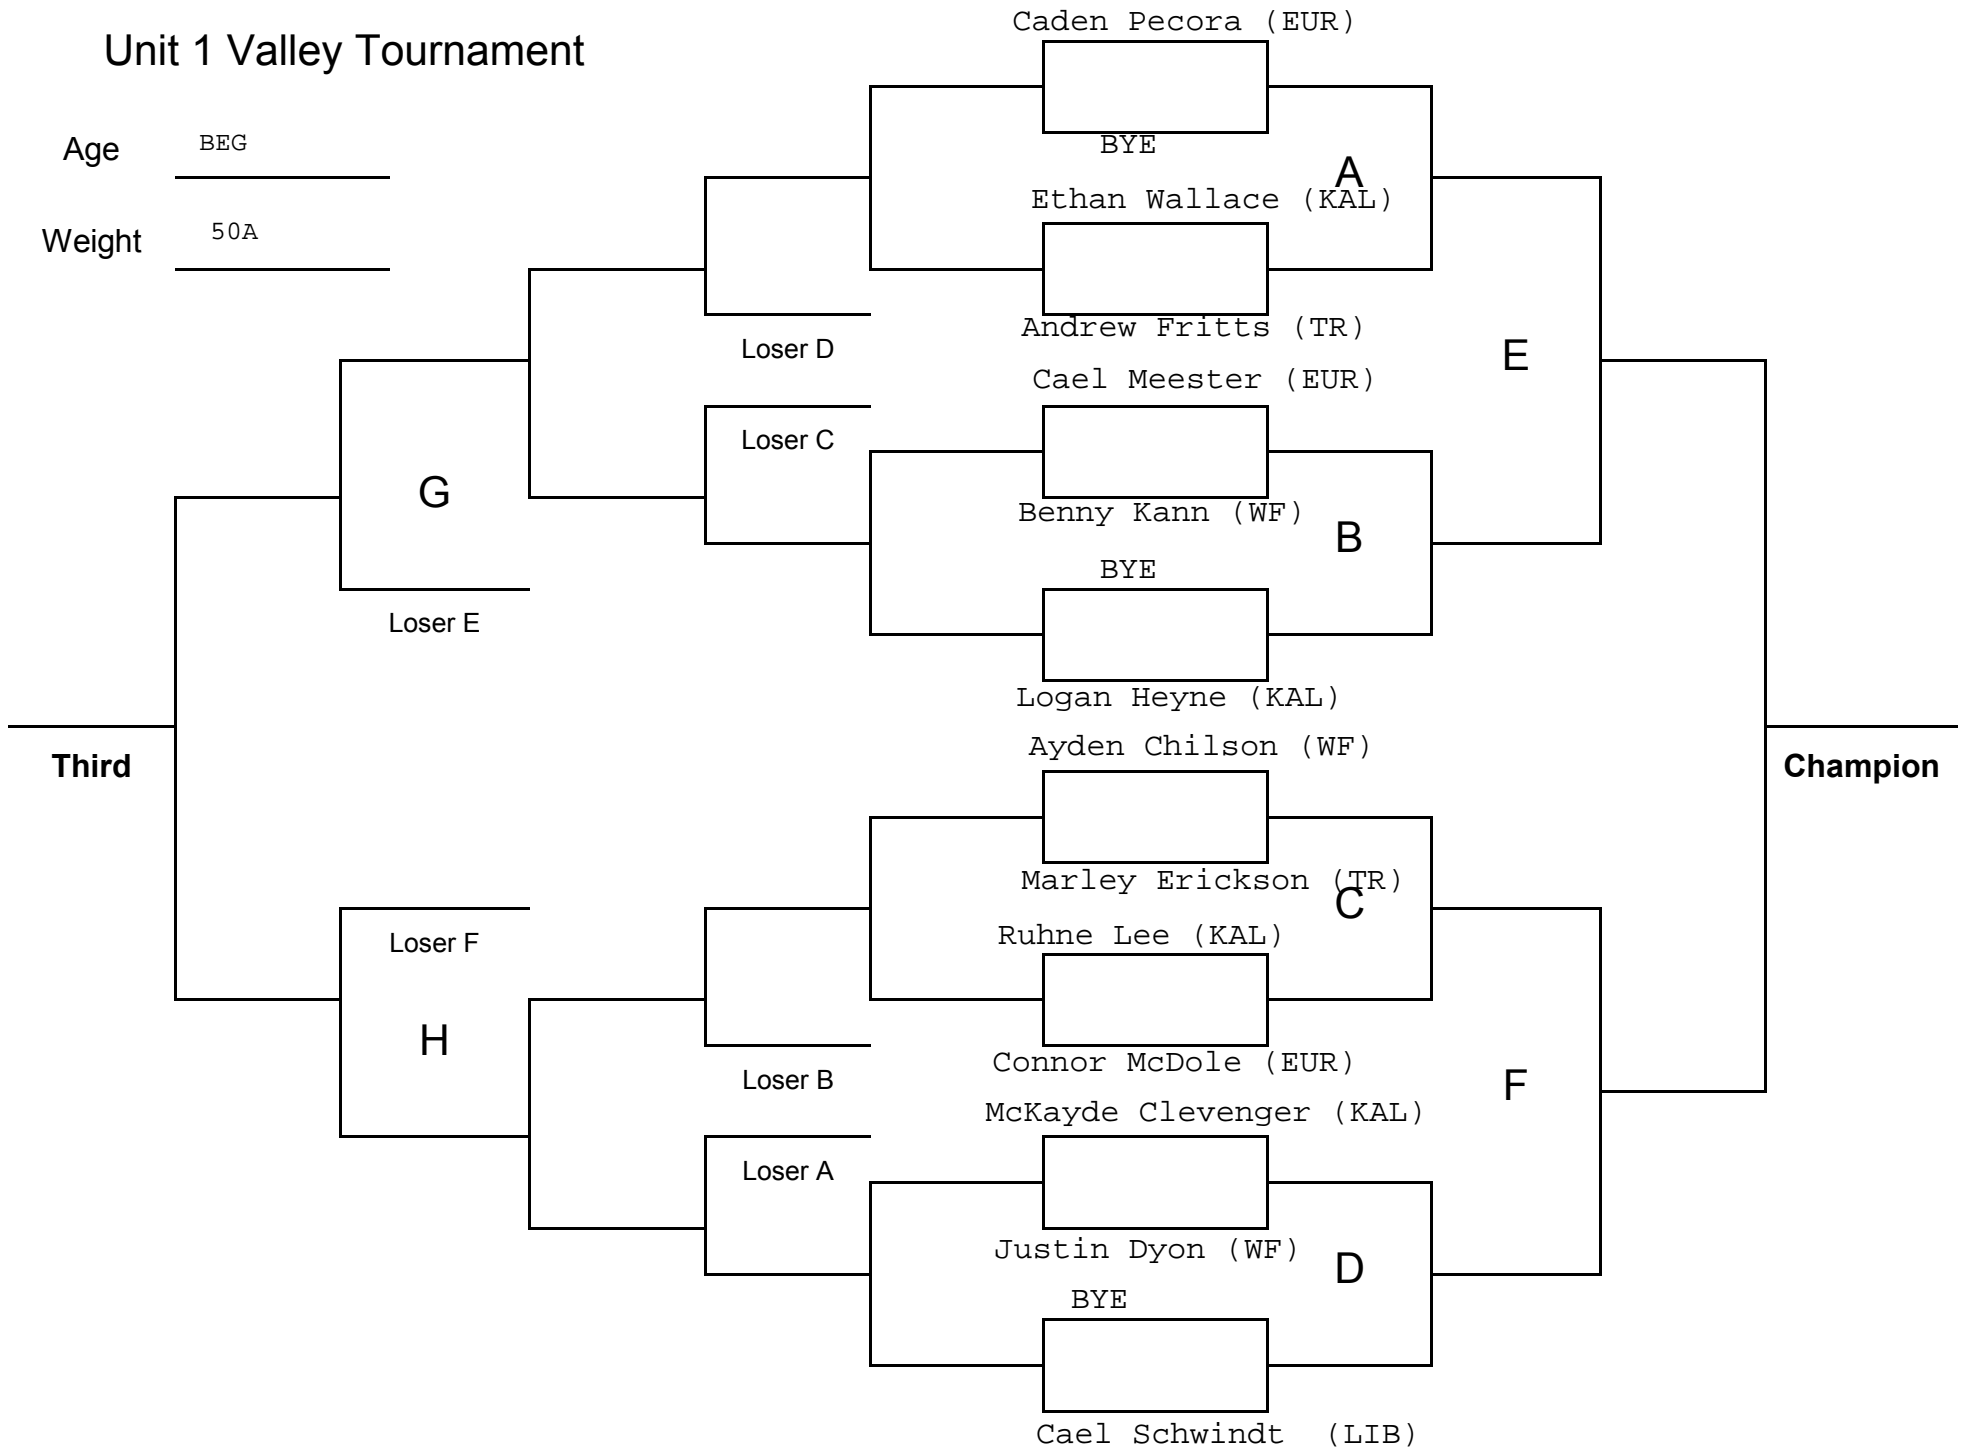 Unit 1 Valley Tournament
Age BEG
Weight 50A
Caden Pecora (EUR)
BYE
A
Ethan Wallace (KAL)
Andrew Fritts (TR)
Loser D
E
Cael Meester (EUR)
Loser C
G
Benny Kann (WF)
B
BYE
Loser E
Logan Heyne (KAL)
Ayden Chilson (WF)
Third
Champion
Marley Erickson (TR)
C
Ruhne Lee (KAL)
Loser F
H
Connor McDole (EUR)
Loser B
F
McKayde Clevenger (KAL)
Loser A
Justin Dyon (WF)
D
BYE
Cael Schwindt (LIB)